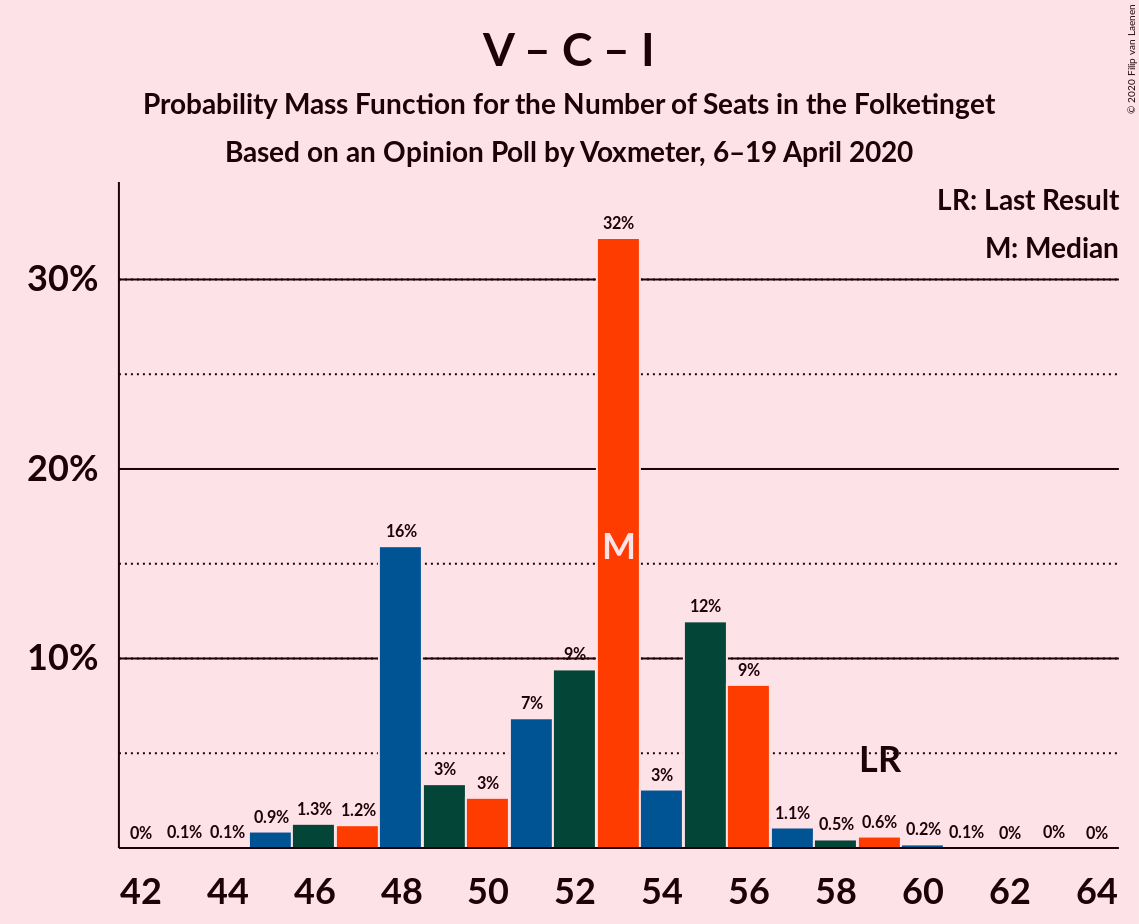 V – C – I
Probability Mass Function for the Number of Seats in the Folketinget
Based on an Opinion Poll by Voxmeter, 6–19 April 2020
© 2020 Filip van Laenen
LR: Last Result
M: Median
30%
20%
10%
0%
0.1%
0.1%
0.9%
1.3%
1.2%
16%
3%
3%
7%
9%
32%
3%
12%
9%
1.1%
0.5%
0.6%
0.2%
0.1%
0%
0%
0%
M
LR
42 44 46 48 50 52 54 56 58 60 62 64